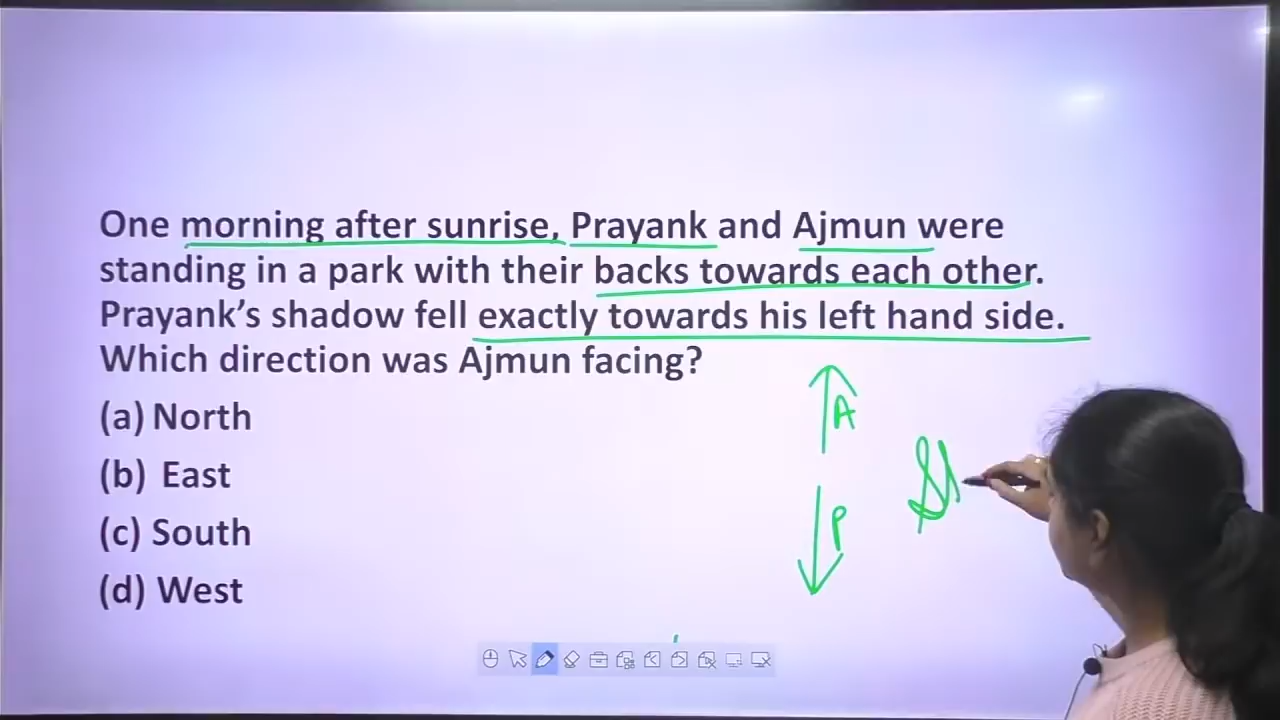 One morning after sunrise, Prayank and Ajmun were
standing in a park with their backs towards each other.
Prayank’s shadow fell exactly towards his left hand side.
Which direction was Ajmun facing?
(a) North
(b) East
(c) South
(d) West
A
P